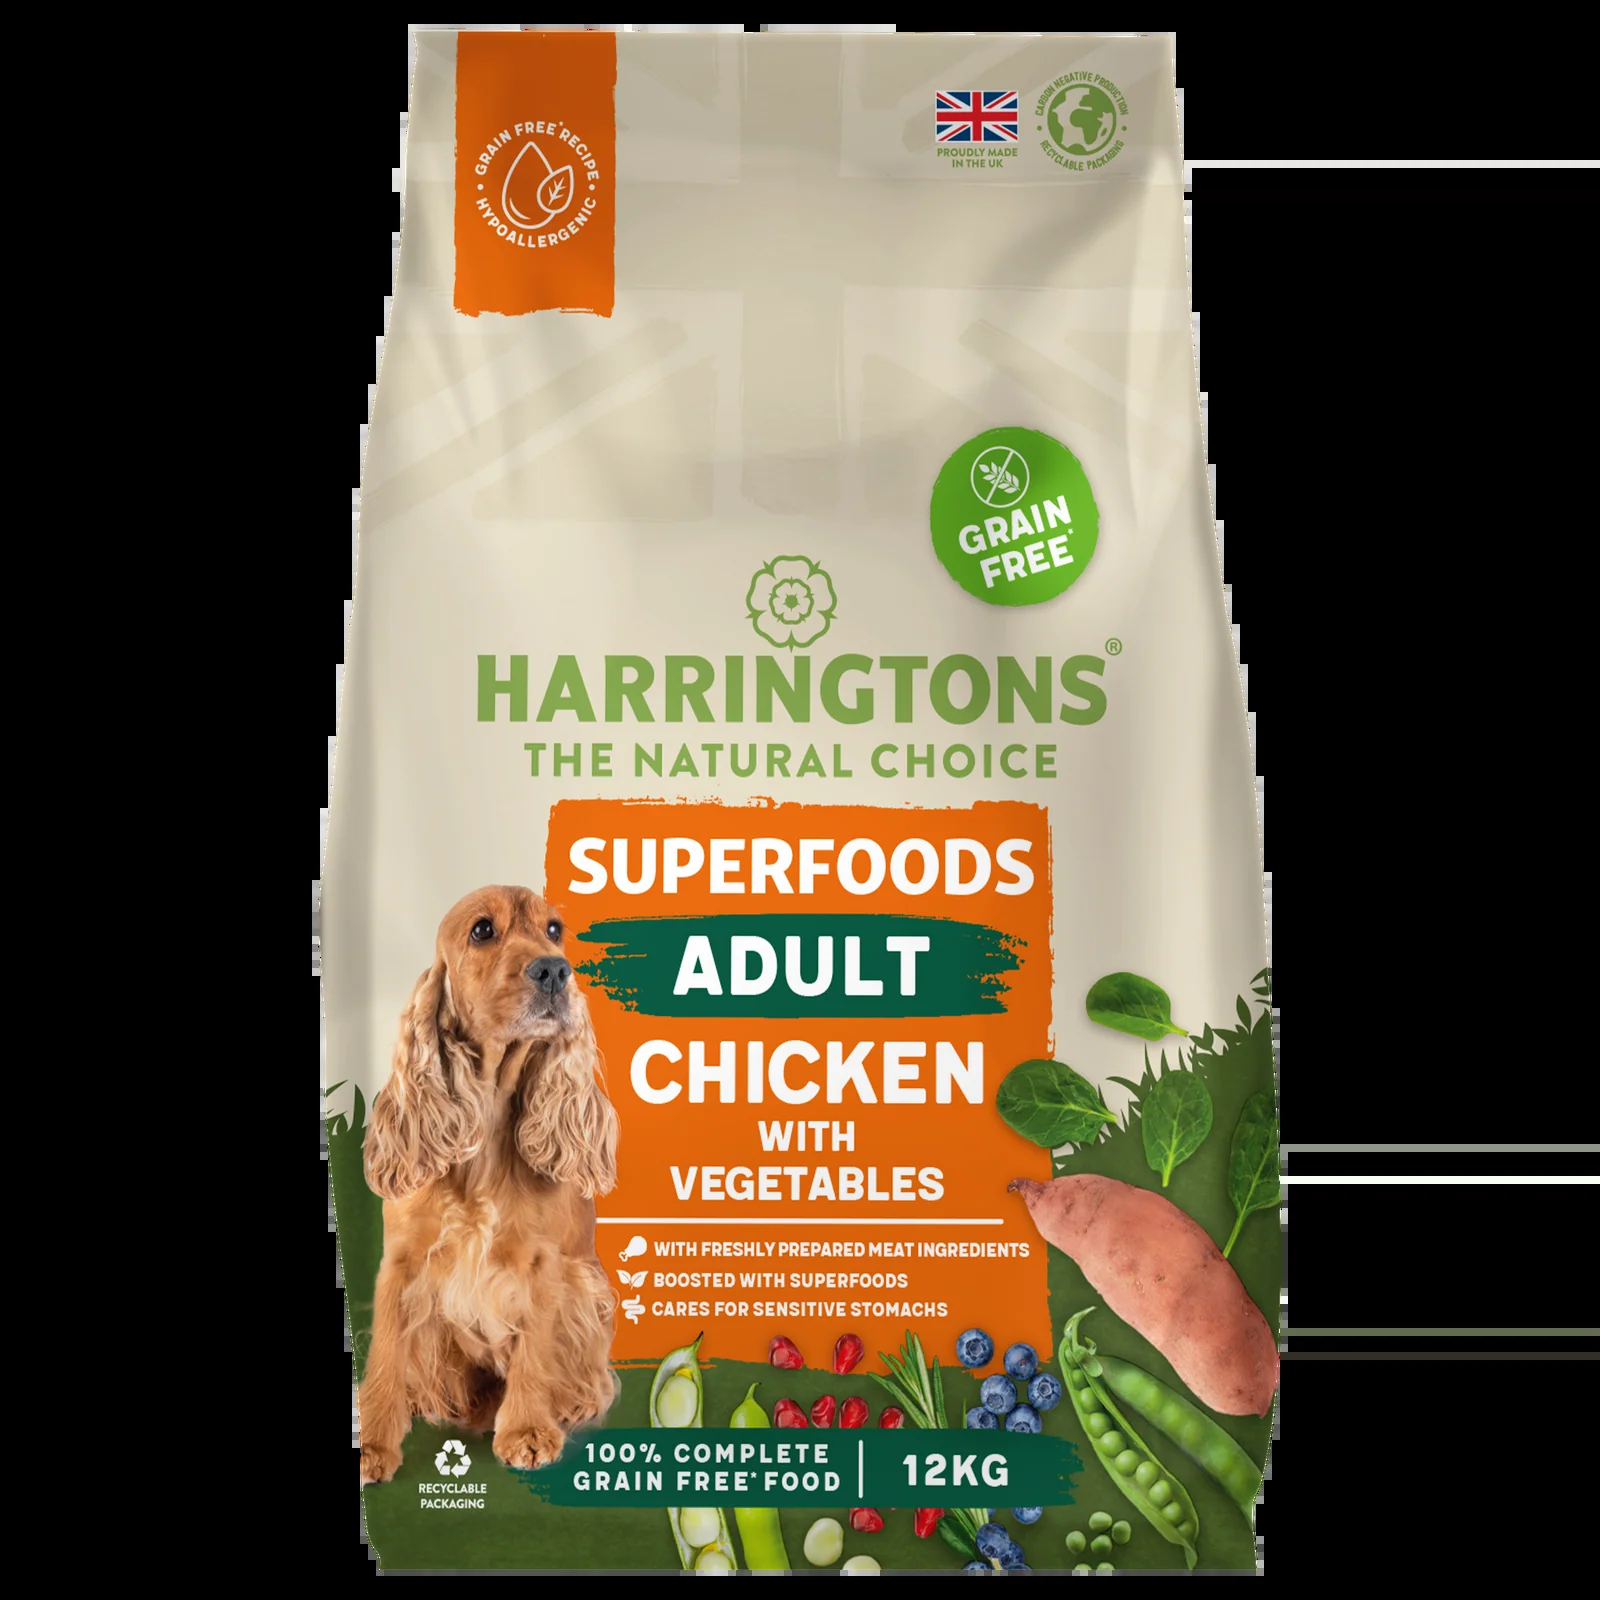 GRAIN FREE* RECIPE
HYPOALLERGENIC
PROUDLY MADE
IN THE UK
CARBON NEGATIVE PRODUCTION
RECYCLABLE PACKAGING
GRAIN
FREE*
HARRINGTONS®
THE NATURAL CHOICE
SUPERFOODS
ADULT
CHICKEN
WITH
VEGETABLES
WITH FRESHLY PREPARED MEAT INGREDIENTS
BOOSTED WITH SUPERFOODS
CARES FOR SENSITIVE STOMACHS
100% COMPLETE
GRAIN FREE* FOOD
12KG
RECYCLABLE
PACKAGING